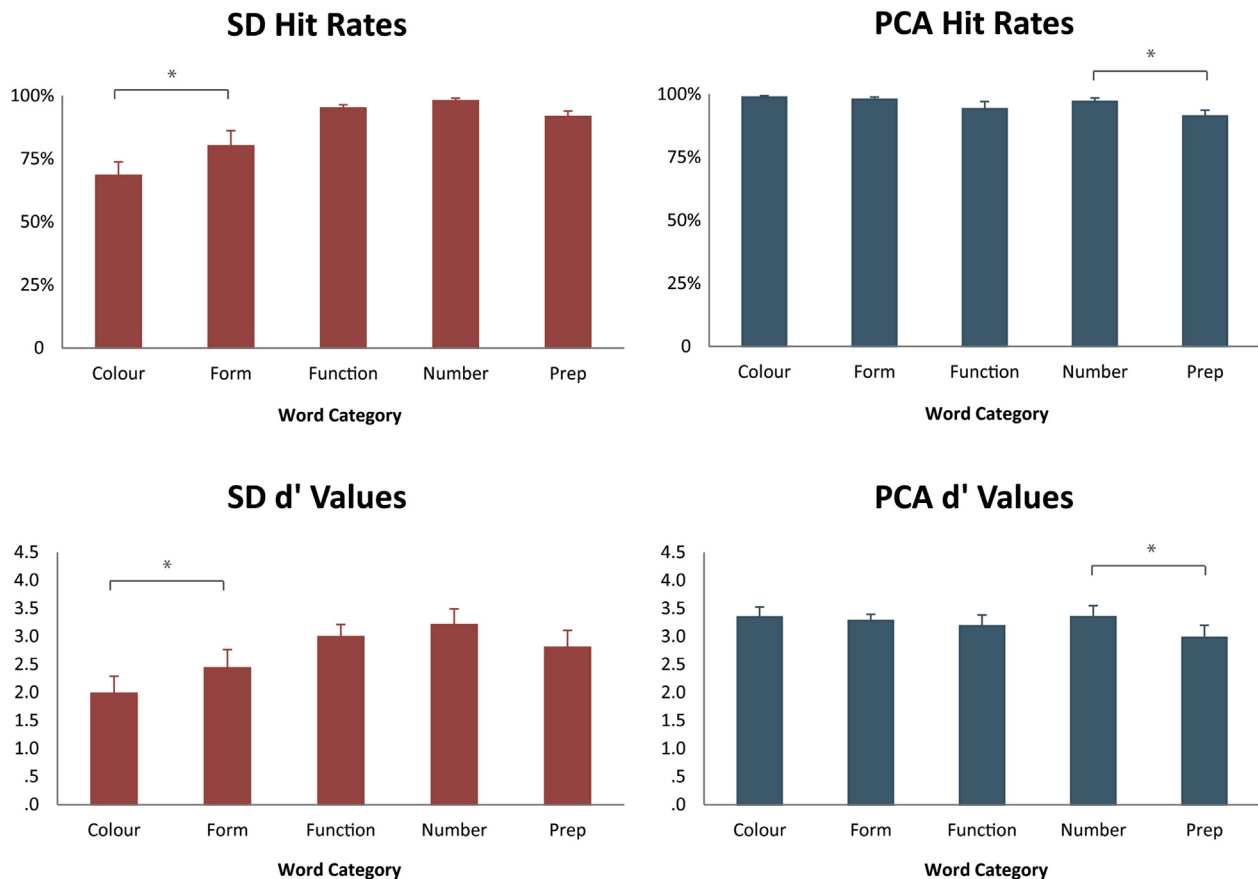 SD Hit Rates
*
100%
75%
50%
25%
0
Colour Form Function Number Prep
Word Category
PCA Hit Rates
*
100%
75%
50%
25%
0
Colour Form Function Number Prep
Word Category
SD d' Values
*
4.5
4.0
3.5
3.0
2.5
2.0
1.5
1.0
.5
.0
Colour Form Function Number Prep
Word Category
PCA d' Values
*
4.5
4.0
3.5
3.0
2.5
2.0
1.5
1.0
.5
.0
Colour Form Function Number Prep
Word Category